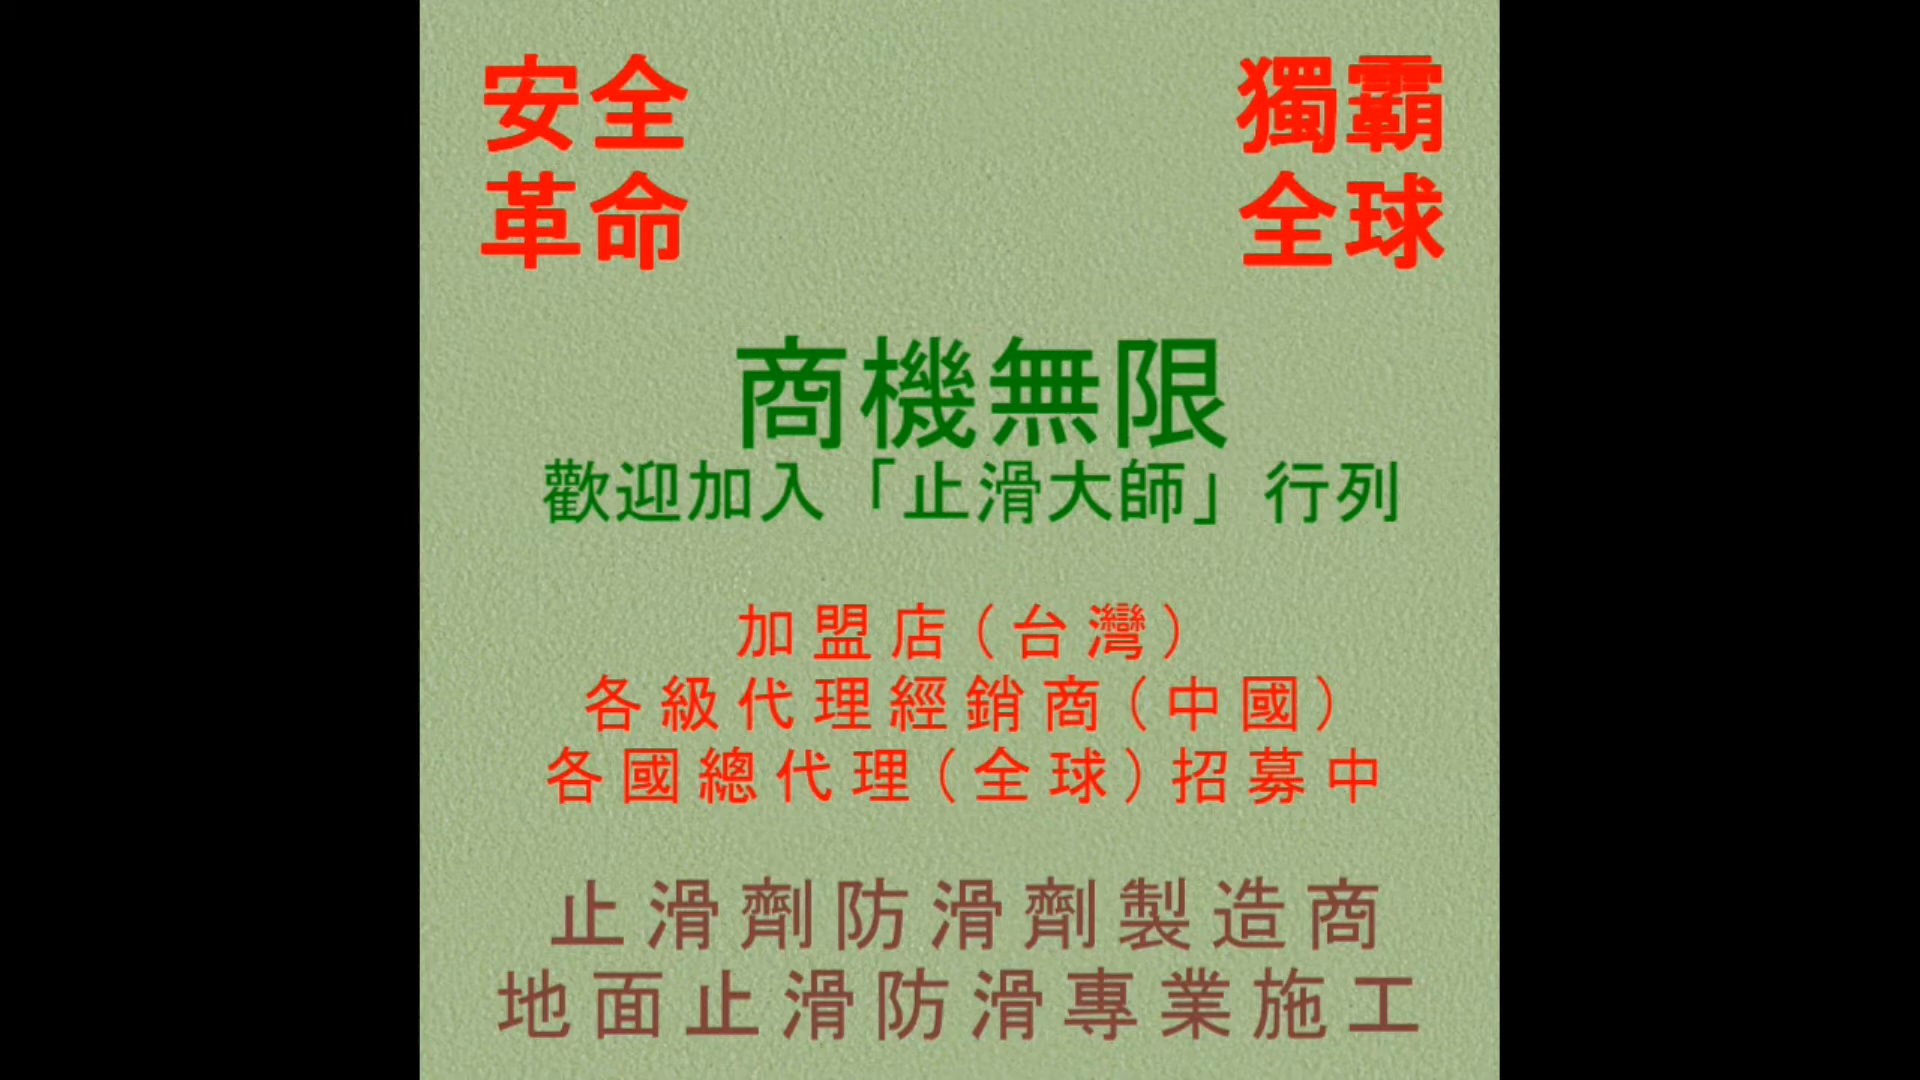 安全
革命
獨霸
全球
商機無限
歡迎加入「止滑大師」行列
加盟店(台灣)
各級代理經銷商(中國)
各國總代理(全球)招募中
止滑劑防滑劑製造商
地面止滑防滑專業施工